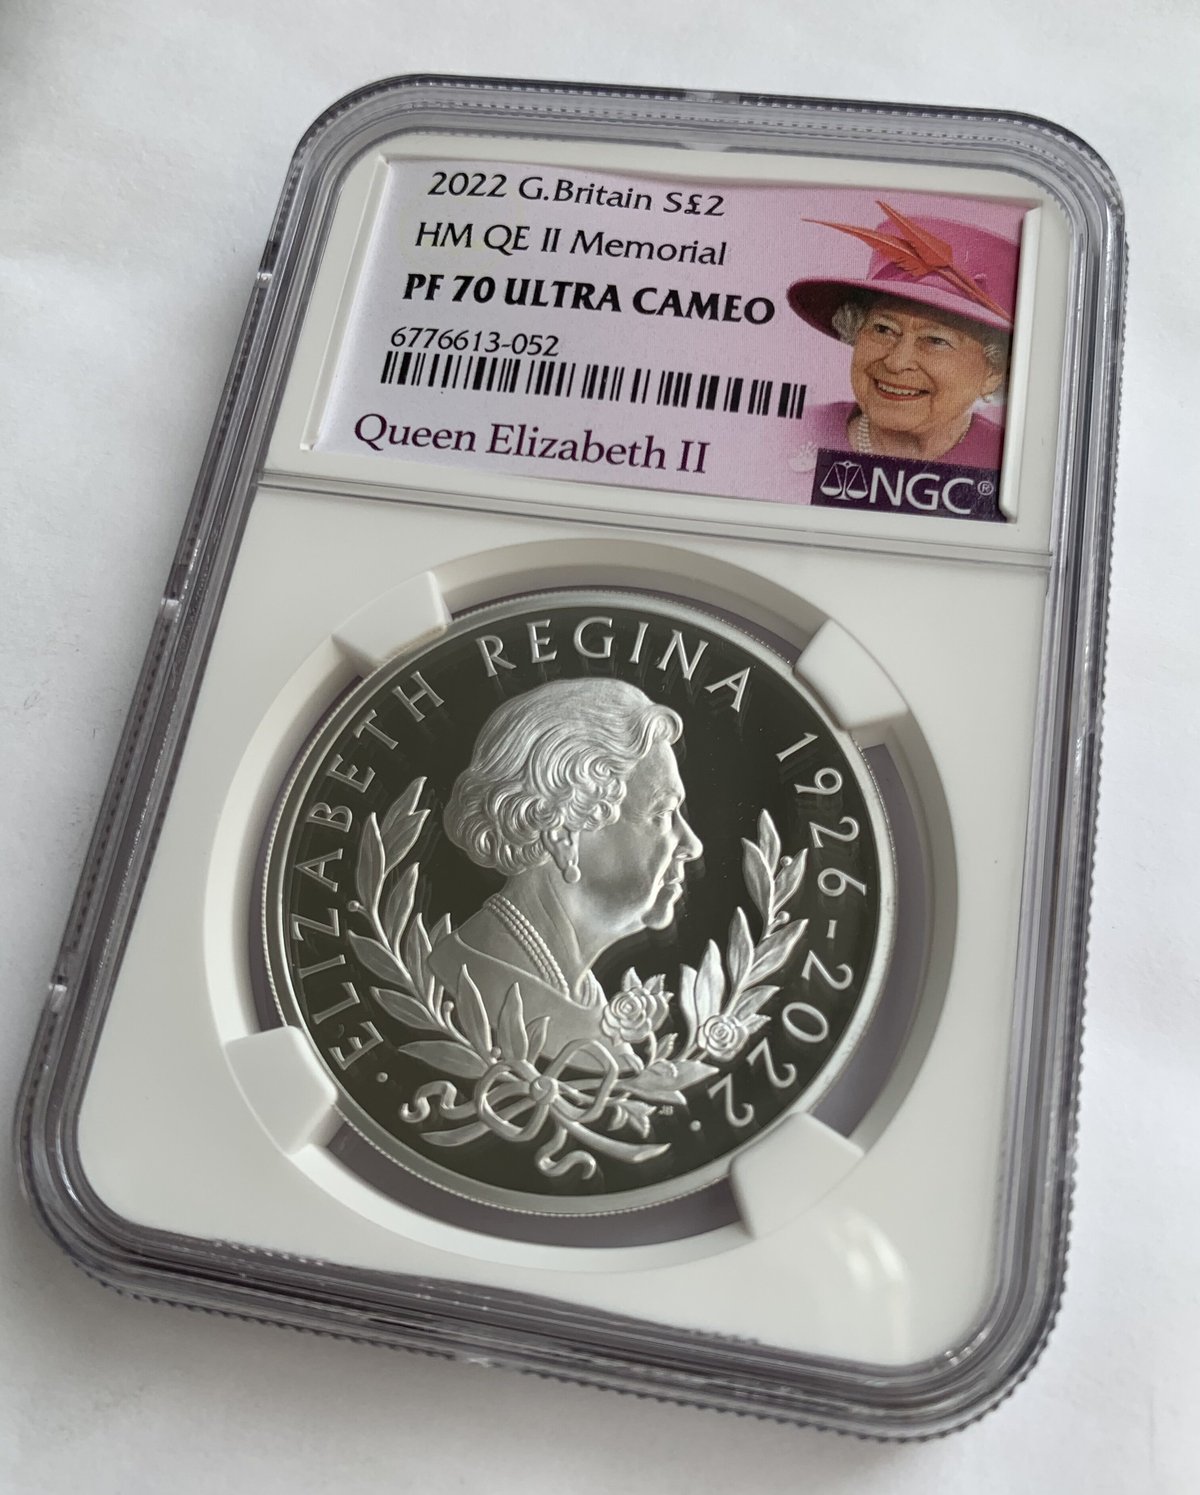 2022 G.Britain S£2
HM QE II Memorial
PF 70 ULTRA CAMEO
6776613-052
Queen Elizabeth II
NGC®
· ELIZABETH REGINA 1926-2022 ·
JB